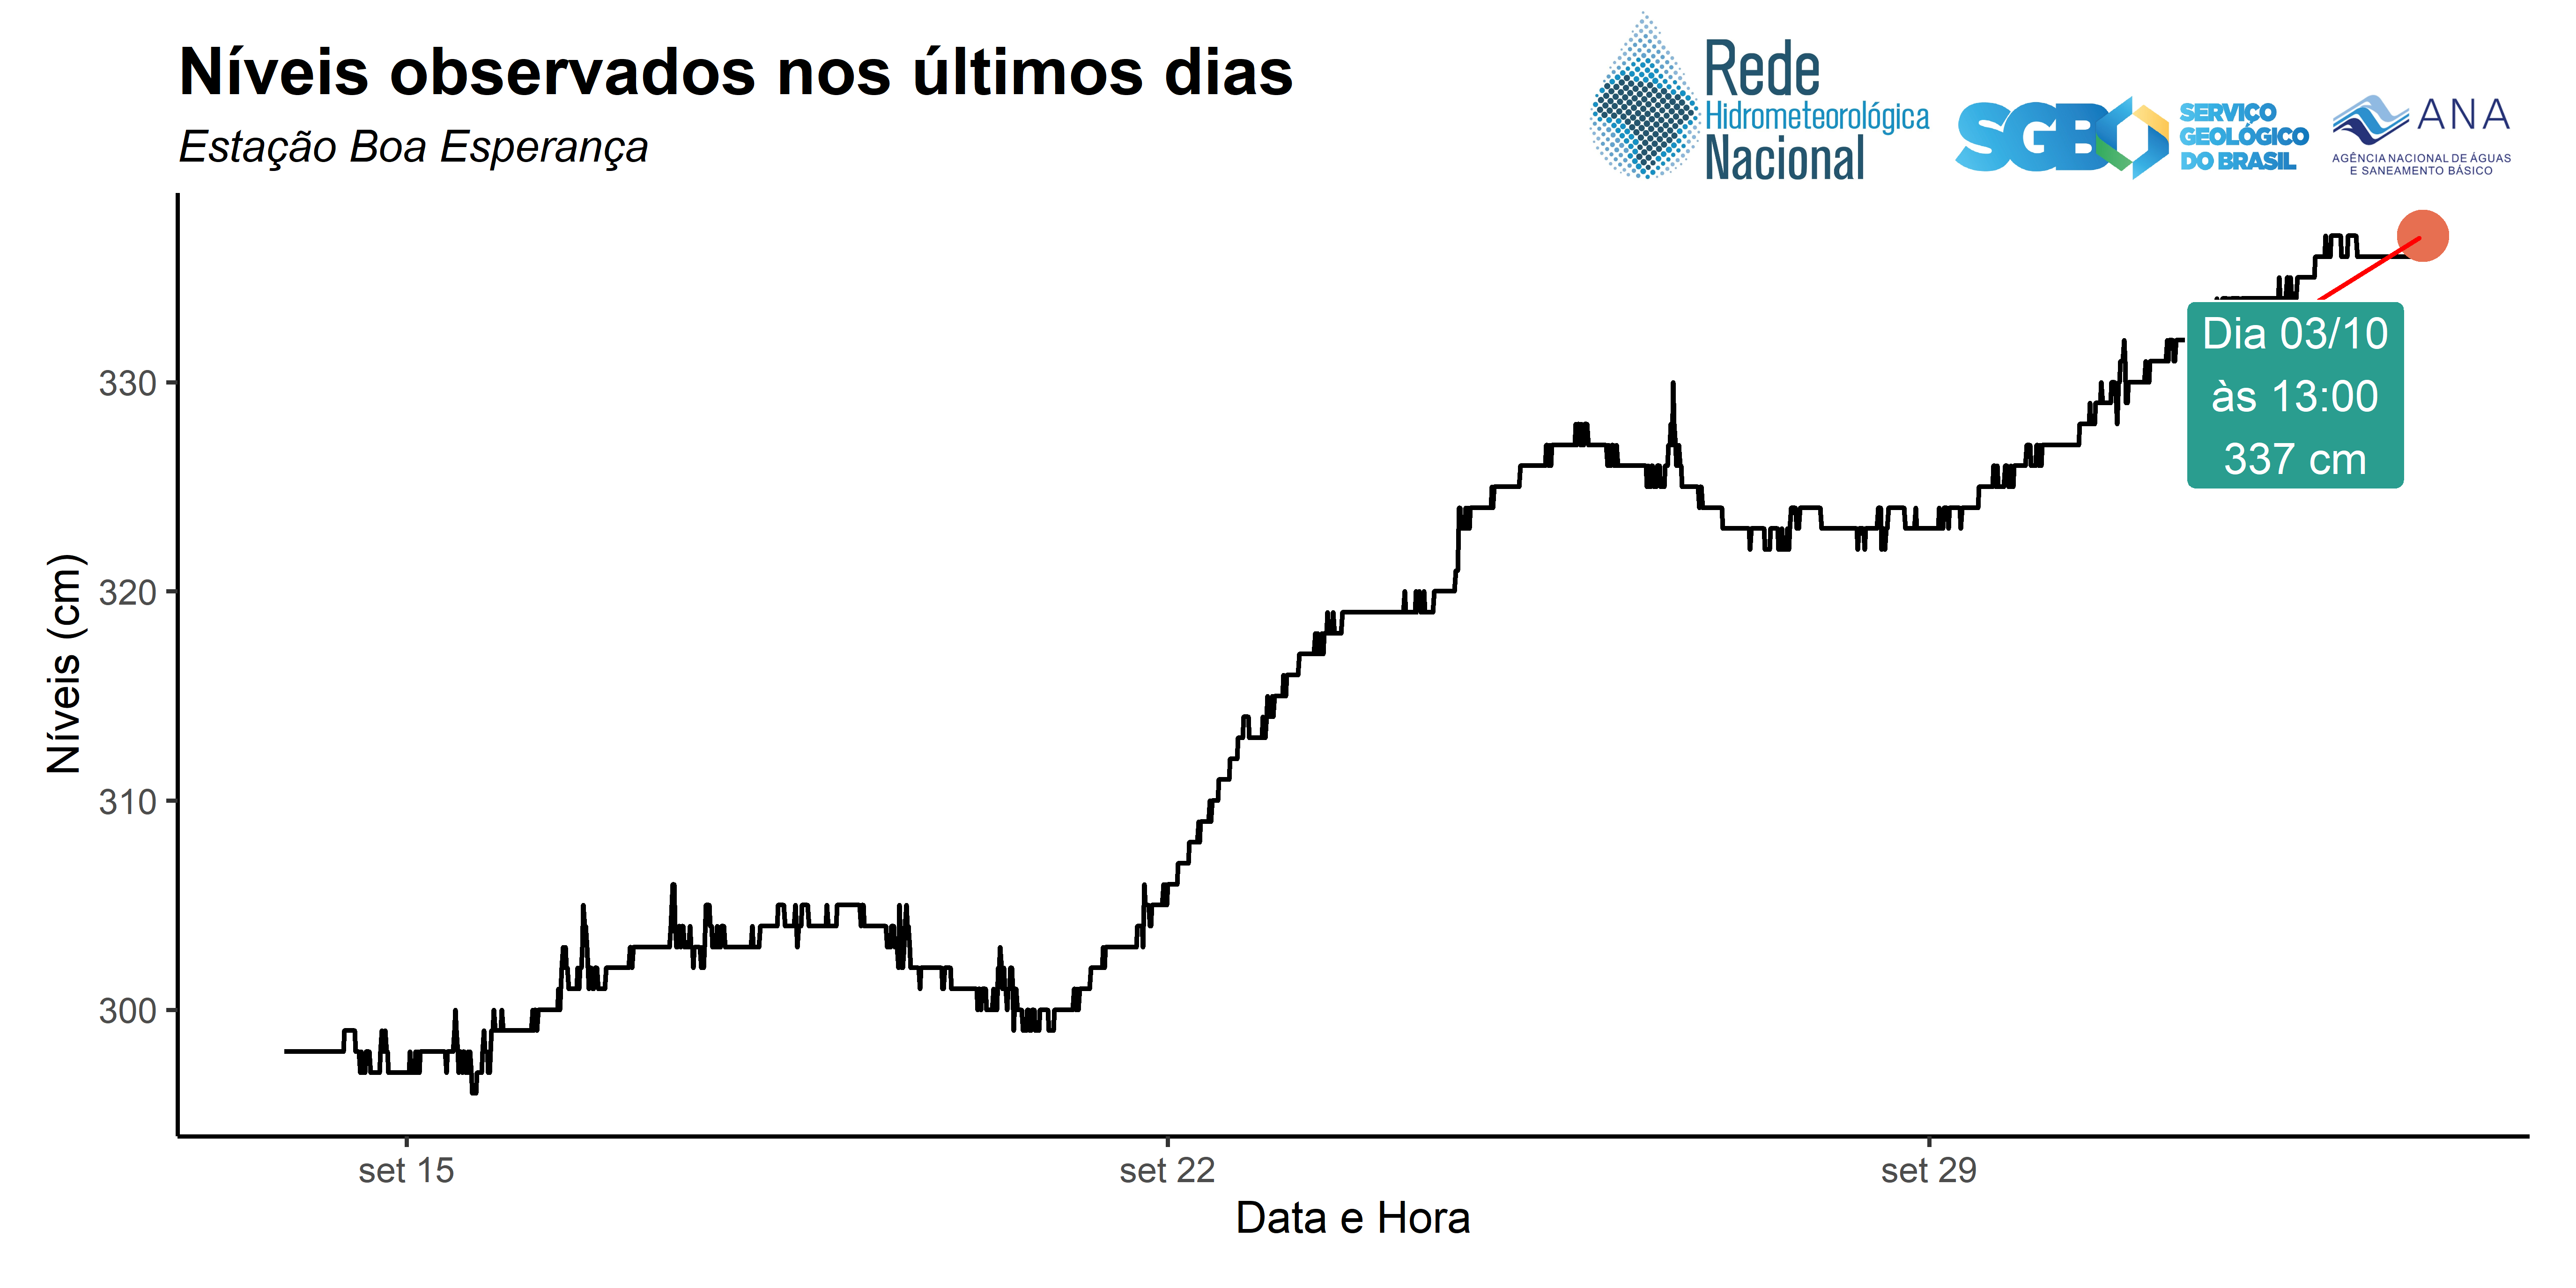 Níveis observados nos últimos dias
Estação Boa Esperança
Rede
Hidrometeorológica
Nacional
SGB
SERVIÇO
GEOLÓGICO
DO BRASIL
ANA
AGÊNCIA NACIONAL DE ÁGUAS
E SANEAMENTO BÁSICO
Níveis (cm)
330
320
310
300
Dia 03/10
às 13:00
337 cm
set 15
set 22
set 29
Data e Hora